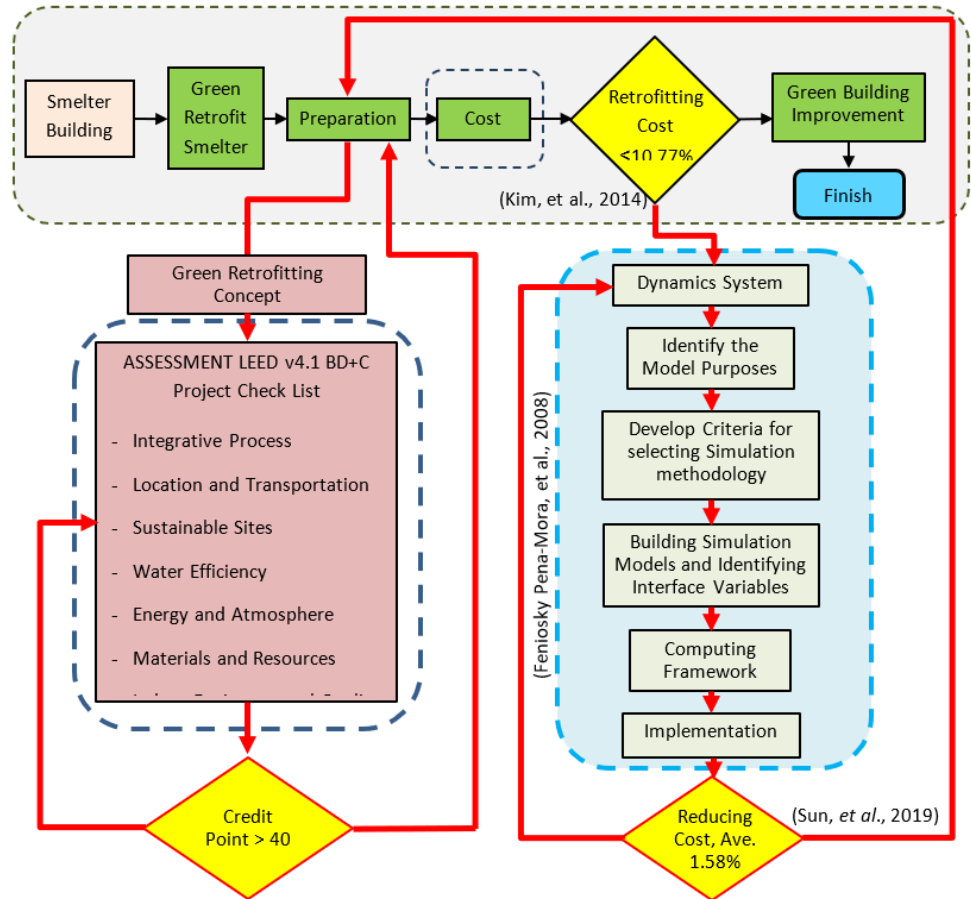 Smelter
Building
Green
Retrofit
Smelter
Preparation
Cost
Retrofitting
Cost
<10.77%
Green Building
Improvement
Finish
(Kim, et al., 2014)
Green Retrofitting
Concept
ASSESSMENT LEED v4.1 BD+C
Project Check List
- Integrative Process
- Location and Transportation
- Sustainable Sites
- Water Efficiency
- Energy and Atmosphere
- Materials and Resources
Credit
Point > 40
Dynamics System
Identify the
Model Purposes
Develop Criteria for
selecting Simulation
methodology
Building Simulation
Models and Identifying
Interface Variables
Computing
Framework
Implementation
(Feniosky Pena-Mora, et al., 2008)
Reducing
Cost, Ave.
1.58%
(Sun, et al., 2019)